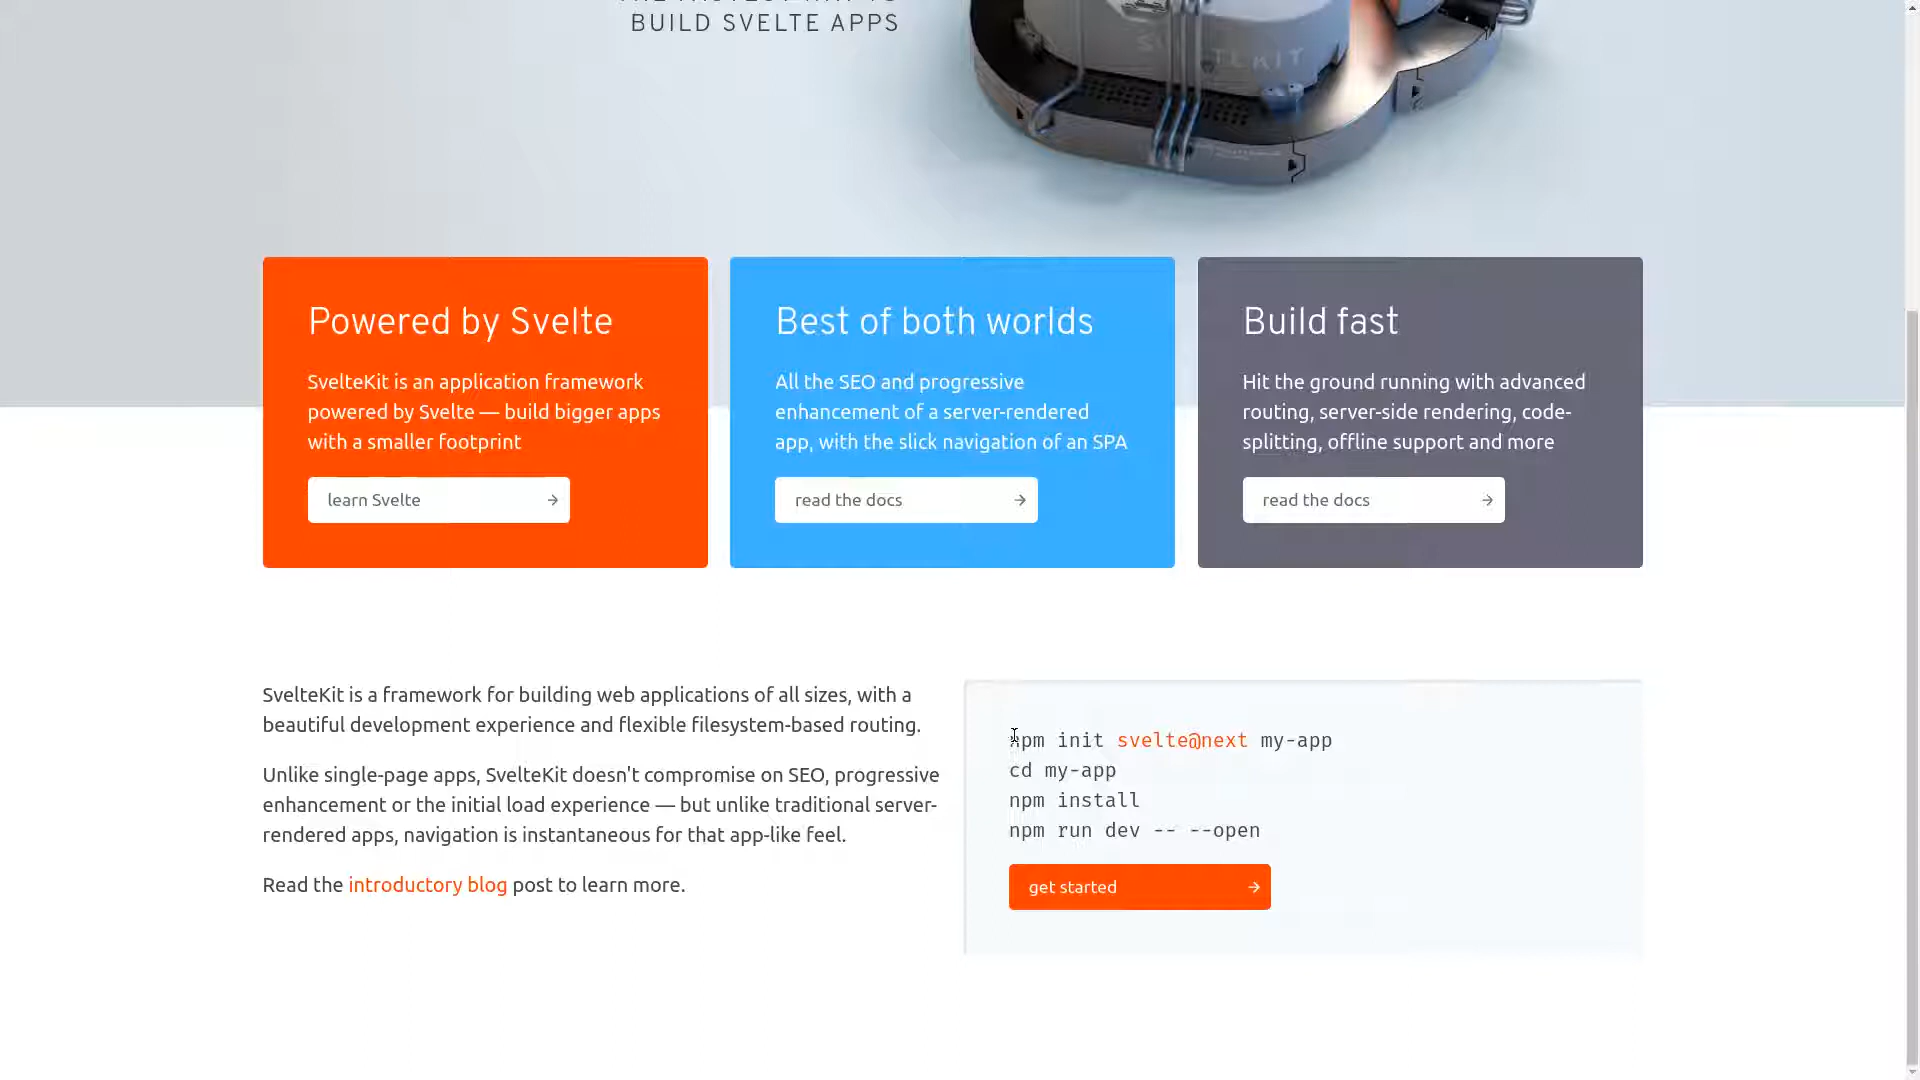 BUILD SVELTE APPS
Powered by Svelte
SvelteKit is an application framework
powered by Svelte — build bigger apps
with a smaller footprint
learn Svelte →
Best of both worlds
All the SEO and progressive
enhancement of a server-rendered
app, with the slick navigation of an SPA
read the docs →
Build fast
Hit the ground running with advanced
routing, server-side rendering, code-
splitting, offline support and more
read the docs →
SvelteKit is a framework for building web applications of all sizes, with a
beautiful development experience and flexible filesystem-based routing.
Unlike single-page apps, SvelteKit doesn't compromise on SEO, progressive
enhancement or the initial load experience — but unlike traditional server-
rendered apps, navigation is instantaneous for that app-like feel.
Read the introductory blog post to learn more.
npm init svelte@next my-app
cd my-app
npm install
npm run dev -- --open
get started →